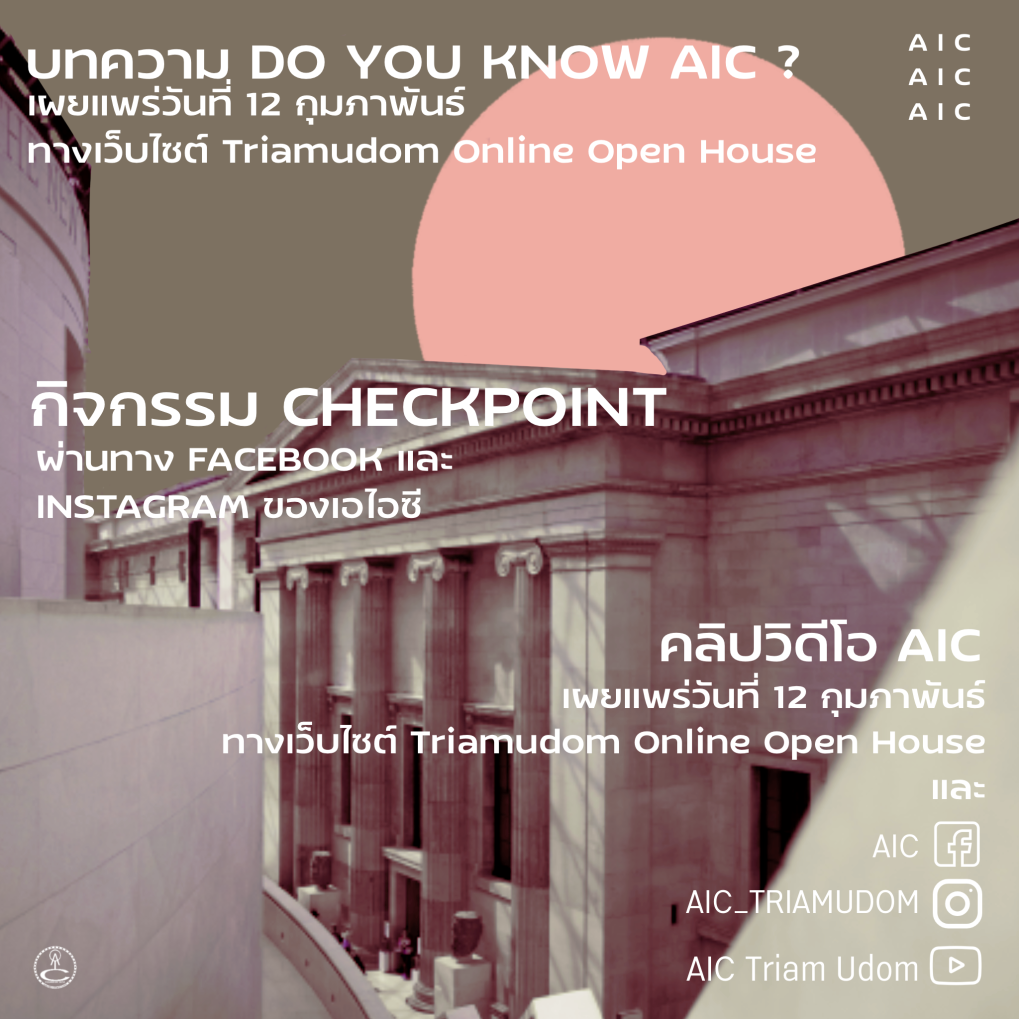 บทความ DO YOU KNOW AIC ?
เผยแพร่วันที่ 12 กุมภาพันธ์
ทางเว็บไซต์ Triamudom Online Open House
AIC
AIC
AIC
กิจกรรม CHECKPOINT
ผ่านทาง FACEBOOK และ
INSTAGRAM ของเอไอซี
คลิปวิดีโอ AIC
เผยแพร่วันที่ 12 กุมภาพันธ์
ทางเว็บไซต์ Triamudom Online Open House
และ
AIC
AIC_TRIAMUDOM
AIC Triam Udom